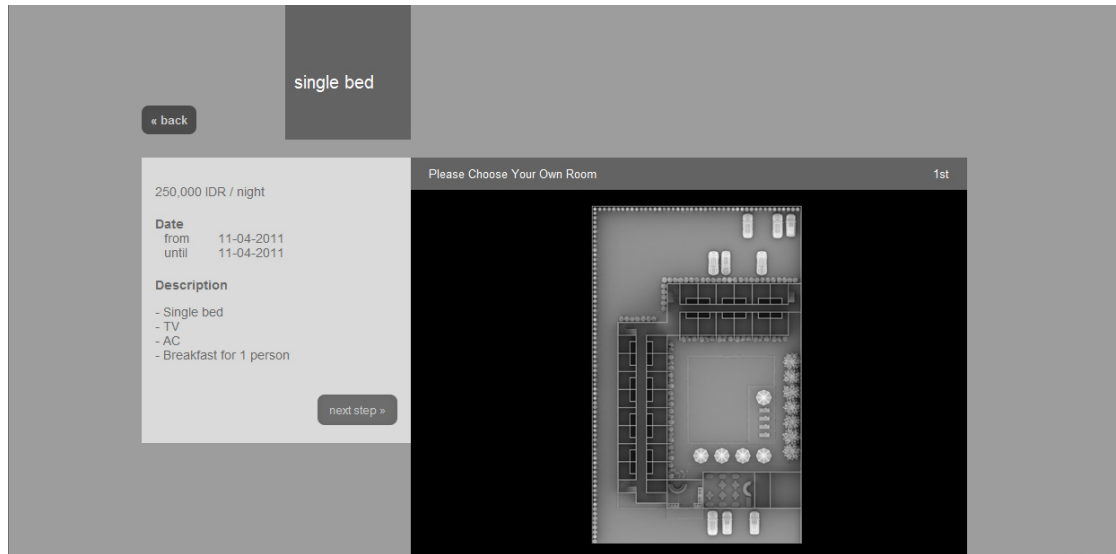 single bed
« back
250,000 IDR / night
Date
from 11-04-2011
until 11-04-2011
Description
- Single bed
- TV
- AC
- Breakfast for 1 person
next step »
Please Choose Your Own Room 1st